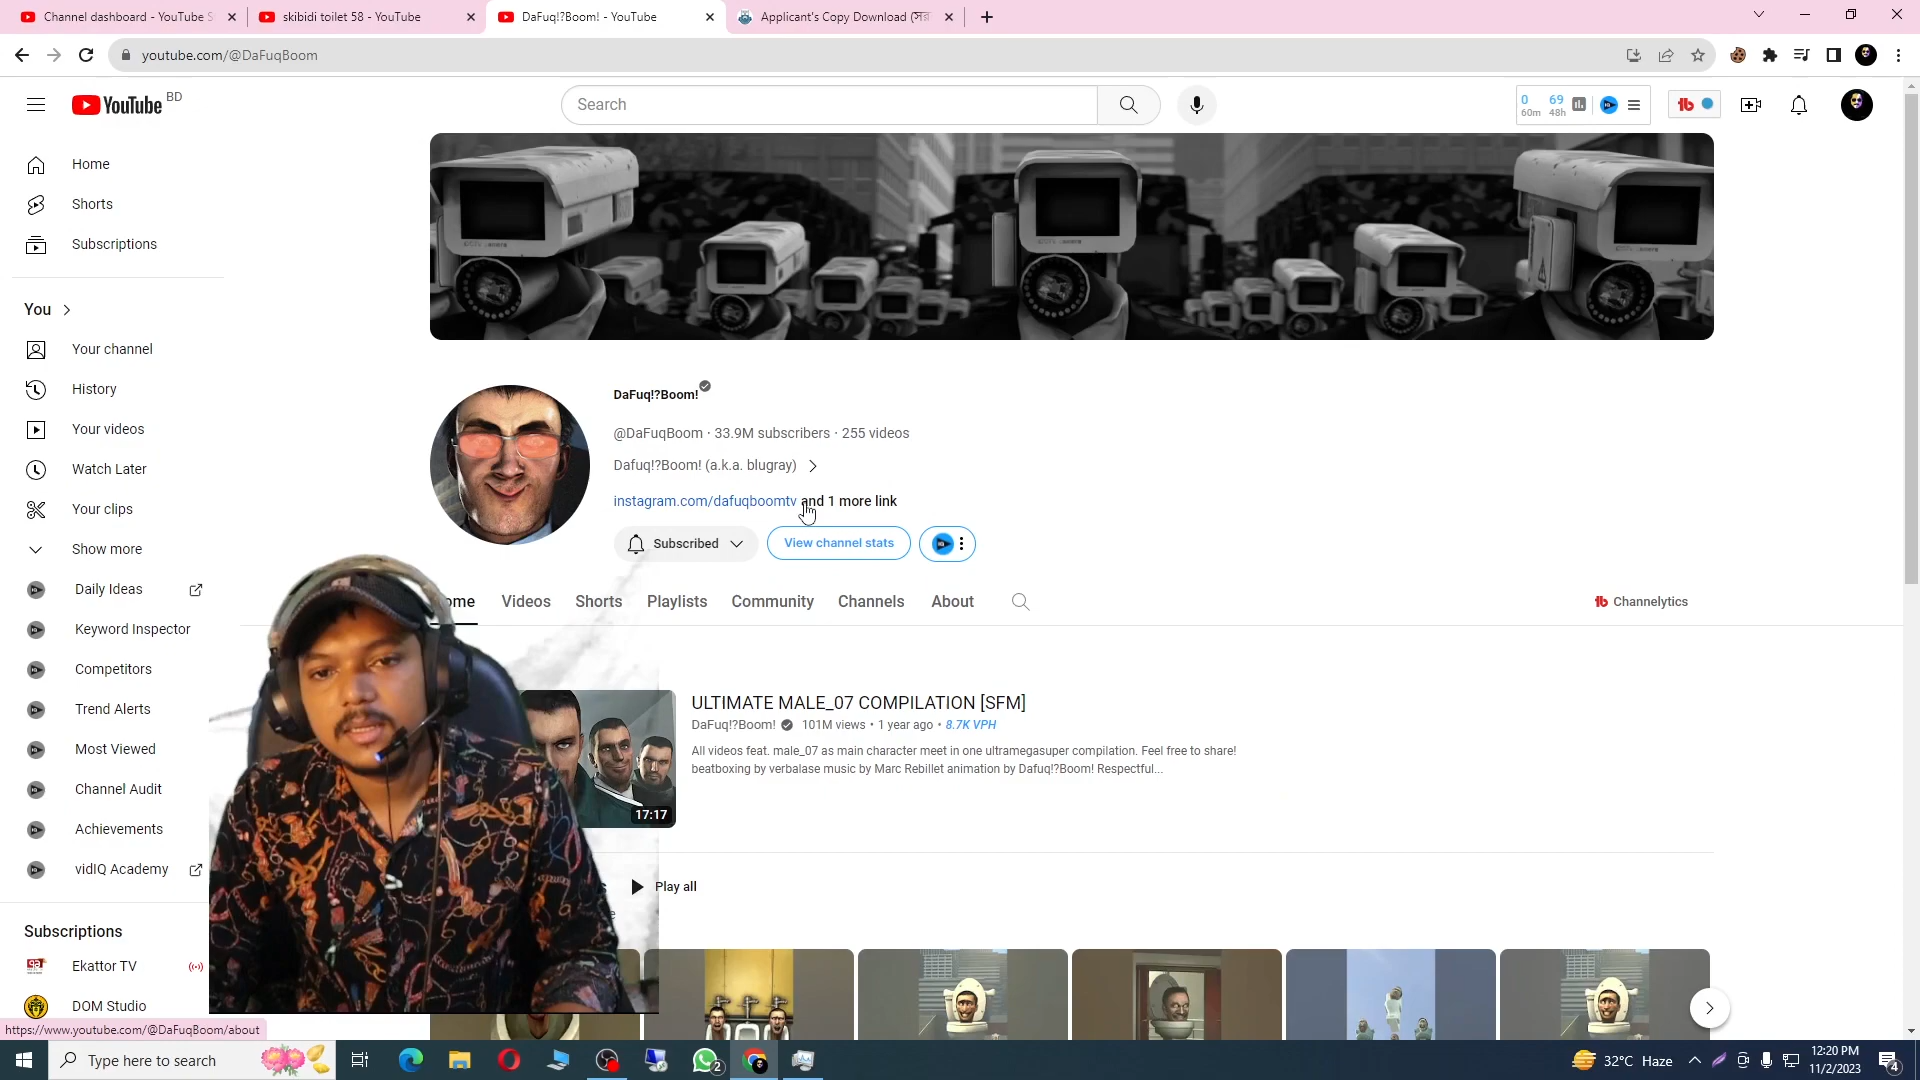 Channel dashboard - YouTube S
skibidi toilet 58 - YouTube
DaFuq!?Boom! - YouTube
Applicant's Copy Download (সর
youtube.com/@DaFuqBoom
YouTube BD
Search
0 69
60m 48h
Home
Shorts
Subscriptions
You
Your channel
History
Your videos
Watch Later
Your clips
Show more
Daily Ideas
Keyword Inspector
Competitors
Trend Alerts
Most Viewed
Channel Audit
Achievements
vidIQ Academy
Subscriptions
Ekattor TV
DOM Studio
DaFuq!?Boom!
@DaFuqBoom · 33.9M subscribers · 255 videos
Dafuq!?Boom! (a.k.a. blugray)
instagram.com/dafuqboomtv and 1 more link
Subscribed
View channel stats
ome Videos Shorts Playlists Community Channels About
Channelytics
ULTIMATE MALE_07 COMPILATION [SFM]
DaFuq!?Boom! 101M views • 1 year ago • 8.7K VPH
All videos feat. male_07 as main character meet in one ultramegasuper compilation. Feel free to share!
beatboxing by verbalase music by Marc Rebillet animation by Dafuq!?Boom! Respectful...
17:17
Play all
https://www.youtube.com/@DaFuqBoom/about
Type here to search
2
32°C Haze
12:20 PM
11/2/2023
4